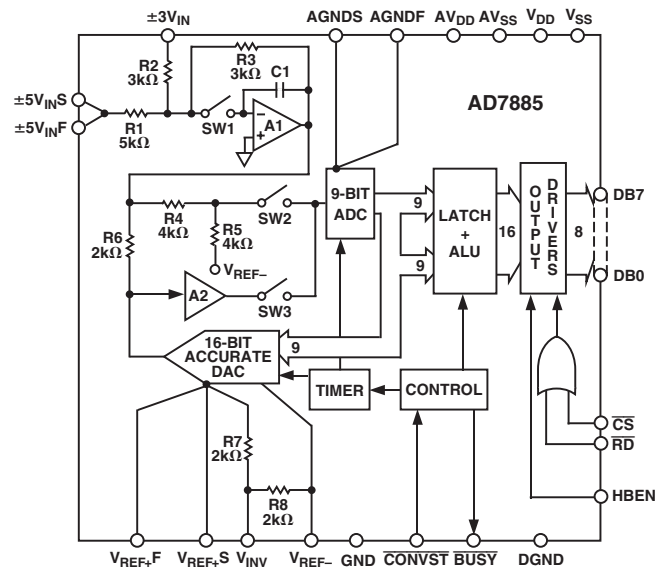 ±3VIN
AGNDS
AGNDF
AVDD
AVSS
VDD
VSS
R2
3kΩ
R3
3kΩ
C1
AD7885
±5VINS
±5VINF
R1
5kΩ
SW1
A1
−
+
9-BIT
ADC
9
LATCH
+
ALU
9
16
OUTPUT
DRIVERS
8
DB7
DB0
R4
4kΩ
R5
4kΩ
SW2
R6
2kΩ
VREF−
A2
SW3
16-BIT
ACCURATE
DAC
9
TIMER
CONTROL
CS
RD
R7
2kΩ
R8
2kΩ
HBEN
VREF+F
VREF+S
VINV
VREF−
GND
CONVST
BUSY
DGND